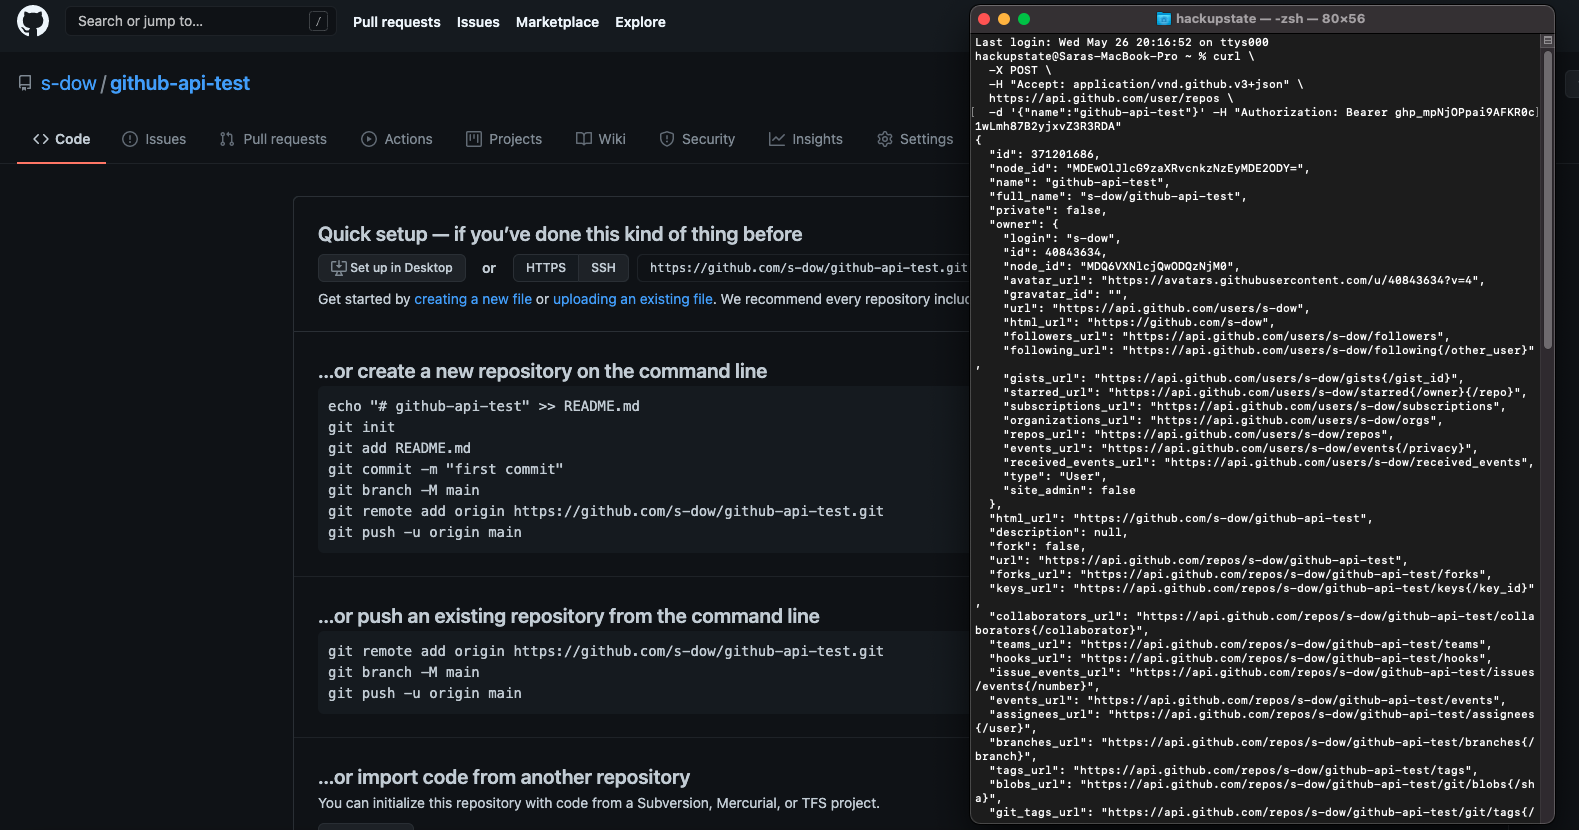 Search or jump to...
/
Pull requests Issues Marketplace Explore
s-dow / github-api-test
<> Code Issues Pull requests Actions Projects Wiki Security Insights Settings
Quick setup — if you've done this kind of thing before
Set up in Desktop or HTTPS SSH https://github.com/s-dow/github-api-test.git
Get started by creating a new file or uploading an existing file. We recommend every repository includ
...or create a new repository on the command line
echo "# github-api-test" >> README.md
git init
git add README.md
git commit -m "first commit"
git branch -M main
git remote add origin https://github.com/s-dow/github-api-test.git
git push -u origin main
...or push an existing repository from the command line
git remote add origin https://github.com/s-dow/github-api-test.git
git branch -M main
git push -u origin main
...or import code from another repository
You can initialize this repository with code from a Subversion, Mercurial, or TFS project.
hackupstate — -zsh — 80×56
Last login: Wed May 26 20:16:52 on ttys000
hackupstate@Saras-MacBook-Pro ~ % curl \
-X POST \
-H "Accept: application/vnd.github.v3+json" \
https://api.github.com/user/repos \
[ -d '{"name":"github-api-test"}' -H "Authorization: Bearer ghp_mpNjOPpai9AFKR0c]
1wLmh87B2yjxvZ3R3RDA"
{
"id": 371201686,
"node_id": "MDEwOlJlcG9zaXRvcnkzNzEyMDE2ODY=",
"name": "github-api-test",
"full_name": "s-dow/github-api-test",
"private": false,
"owner": {
"login": "s-dow",
"id": 40843634,
"node_id": "MDQ6VXNlcjQwODQzNjM0",
"avatar_url": "https://avatars.githubusercontent.com/u/40843634?v=4",
"gravatar_id": "",
"url": "https://api.github.com/users/s-dow",
"html_url": "https://github.com/s-dow",
"followers_url": "https://api.github.com/users/s-dow/followers",
"following_url": "https://api.github.com/users/s-dow/following{/other_user}"
,
"gists_url": "https://api.github.com/users/s-dow/gists{/gist_id}",
"starred_url": "https://api.github.com/users/s-dow/starred{/owner}{/repo}",
"subscriptions_url": "https://api.github.com/users/s-dow/subscriptions",
"organizations_url": "https://api.github.com/users/s-dow/orgs",
"repos_url": "https://api.github.com/users/s-dow/repos",
"events_url": "https://api.github.com/users/s-dow/events{/privacy}",
"received_events_url": "https://api.github.com/users/s-dow/received_events",
"type": "User",
"site_admin": false
},
"html_url": "https://github.com/s-dow/github-api-test",
"description": null,
"fork": false,
"url": "https://api.github.com/repos/s-dow/github-api-test",
"forks_url": "https://api.github.com/repos/s-dow/github-api-test/forks",
"keys_url": "https://api.github.com/repos/s-dow/github-api-test/keys{/key_id}"
,
"collaborators_url": "https://api.github.com/repos/s-dow/github-api-test/colla
borators{/collaborator}",
"teams_url": "https://api.github.com/repos/s-dow/github-api-test/teams",
"hooks_url": "https://api.github.com/repos/s-dow/github-api-test/hooks",
"issue_events_url": "https://api.github.com/repos/s-dow/github-api-test/issues
/events{/number}",
"events_url": "https://api.github.com/repos/s-dow/github-api-test/events",
"assignees_url": "https://api.github.com/repos/s-dow/github-api-test/assignees
{/user}",
"branches_url": "https://api.github.com/repos/s-dow/github-api-test/branches{/
branch}",
"tags_url": "https://api.github.com/repos/s-dow/github-api-test/tags",
"blobs_url": "https://api.github.com/repos/s-dow/github-api-test/git/blobs{/sh
a}",
"git_tags_url": "https://api.github.com/repos/s-dow/github-api-test/git/tags{/